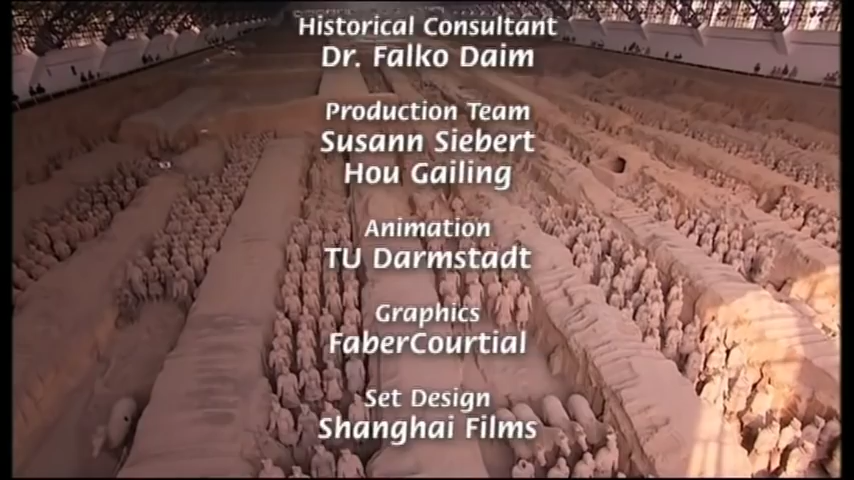 Historical Consultant
Dr. Falko Daim
Production Team
Susann Siebert
Hou Gailing
Animation
TU Darmstadt
Graphics
FaberCourtial
Set Design
Shanghai Films